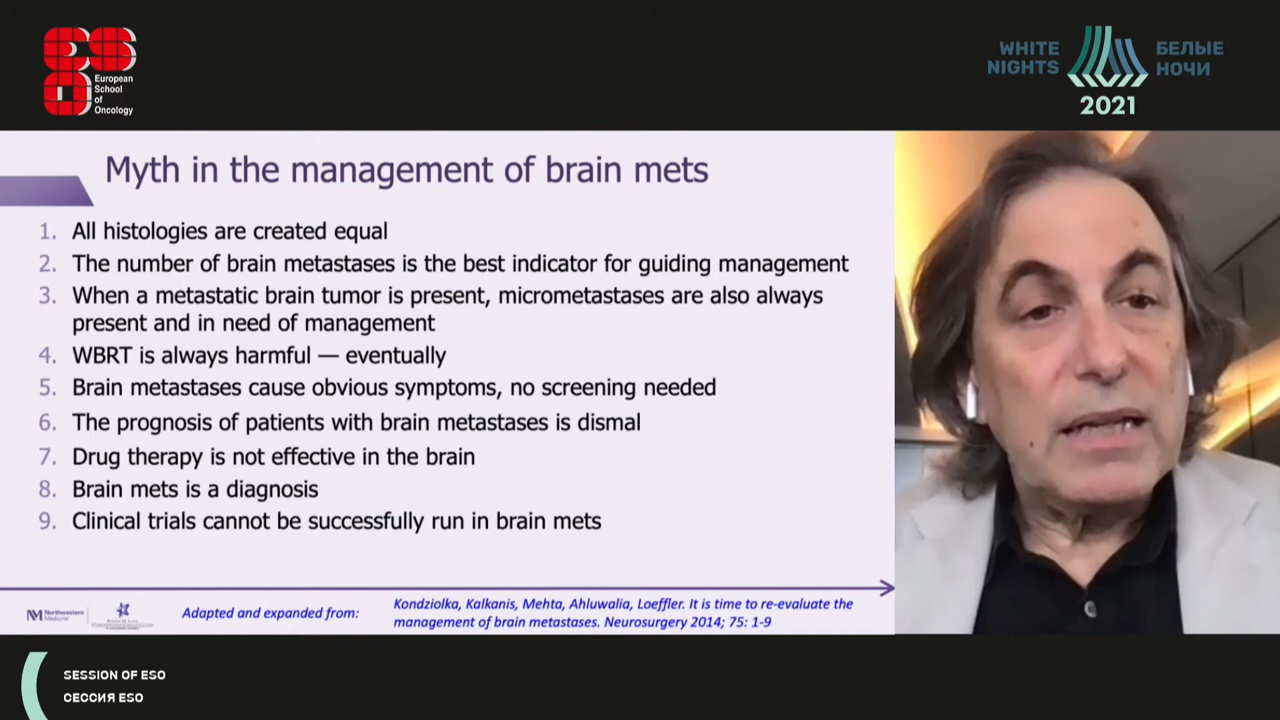 European
School
of
Oncology
WHITE
NIGHTS
БЕЛЫЕ
НОЧИ
2021
Myth in the management of brain mets
1. All histologies are created equal
2. The number of brain metastases is the best indicator for guiding management
3. When a metastatic brain tumor is present, micrometastases are also always
present and in need of management
4. WBRT is always harmful — eventually
5. Brain metastases cause obvious symptoms, no screening needed
6. The prognosis of patients with brain metastases is dismal
7. Drug therapy is not effective in the brain
8. Brain mets is a diagnosis
9. Clinical trials cannot be successfully run in brain mets
NM Northwestern
Medicine
Adapted and expanded from:
Kondziolka, Kalkanis, Mehta, Ahluwalia, Loeffler. It is time to re-evaluate the
management of brain metastases. Neurosurgery 2014; 75: 1-9
SESSION OF ESO
СЕССИЯ ESO